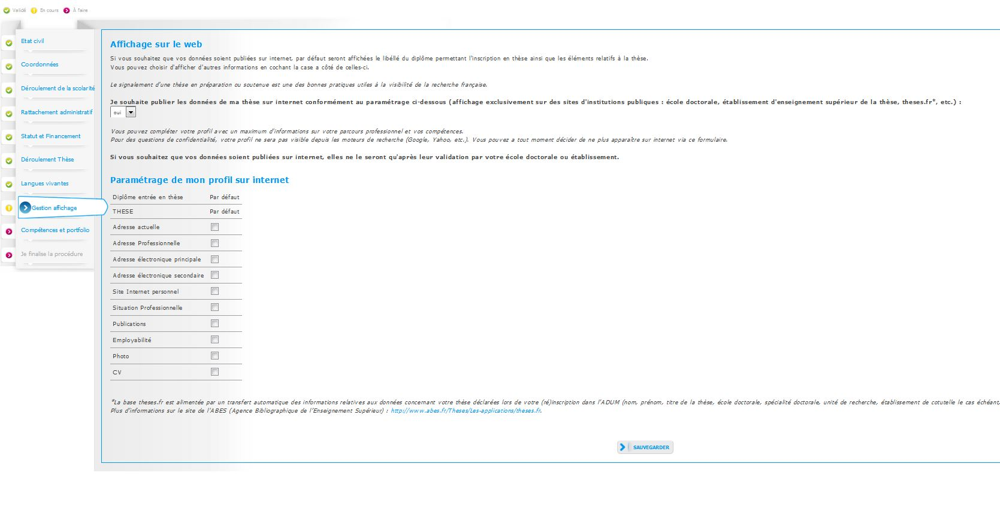 Validé En cours À faire
Etat civil
Coordonnées
Déroulement de la scolarité
Rattachement administratif
Statut et Financement
Déroulement Thèse
Langues vivantes
Gestion affichage
Compétences et portfolio
Je finalise la procédure
Affichage sur le web
Si vous souhaitez que vos données soient publiées sur internet, par défaut seront affichées le libéllé du diplôme permettant l'inscription en thèse ainsi que les éléments relatifs à la thèse.
Vous pouvez choisir d'afficher d'autres informations en cochant la case a côté de celles-ci.
Le signalement d'une thèse en préparation ou soutenue est une des bonnes pratiques utiles à la visibilité de la recherche française.
Je souhaite publier les données de ma thèse sur internet conformément au paramétrage ci-dessous (affichage exclusivement sur des sites d'institutions publiques : école doctorale, établissement d'enseignement supérieur de la thèse, theses.fr*, etc.) :
oui
Vous pouvez compléter votre profil avec un maximum d'informations sur votre parcours professionnel et vos compétences.
Pour des questions de confidentialité, votre profil ne sera pas visible depuis les moteurs de recherche (Google, Yahoo, etc.). Vous pouvez a tout moment décider de ne plus apparaître sur internet via ce formulaire.
Si vous souhaitez que vos données soient publiées sur internet, elles ne le seront qu'après leur validation par votre école doctorale ou établissement.
Paramétrage de mon profil sur internet
Diplôme entrée en thèse Par défaut
THESE Par défaut
Adresse actuelle
Adresse Professionnelle
Adresse électronique principale
Adresse électronique secondaire
Site Internet personnel
Situation Professionnelle
Publications
Employabilité
Photo
CV
*La base theses.fr est alimentée par un transfert automatique des informations relatives aux données concernant votre thèse déclarées lors de votre (ré)inscription dans l'ADUM (nom, prénom, titre de la thèse, école doctorale, spécialité doctorale, unité de recherche, établissement de cotutelle le cas échéant,
Plus d'informations sur le site de l'ABES (Agence Bibliographique de l'Enseignement Supérieur) : http://www.abes.fr/Theses/Les-applications/theses.fr.
SAUVEGARDER